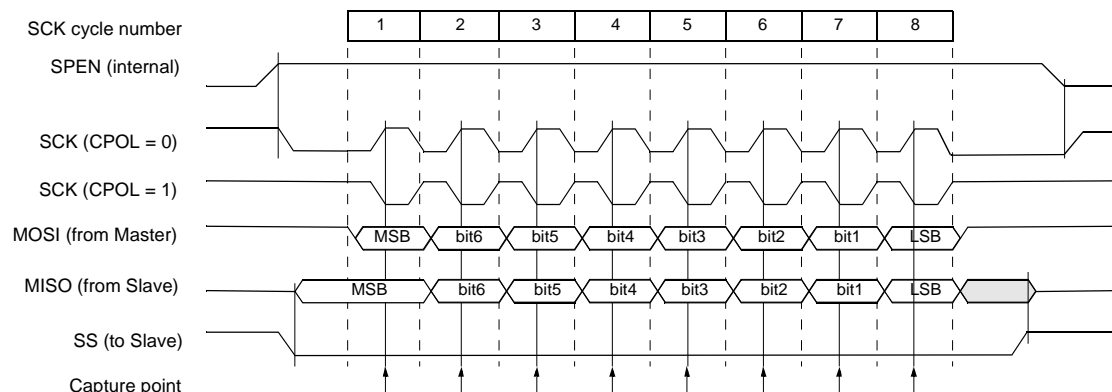 SCK cycle number 1 2 3 4 5 6 7 8
SPEN (internal)
SCK (CPOL = 0)
SCK (CPOL = 1)
MOSI (from Master) MSB bit6 bit5 bit4 bit3 bit2 bit1 LSB
MISO (from Slave) MSB bit6 bit5 bit4 bit3 bit2 bit1 LSB
SS (to Slave)
Capture point